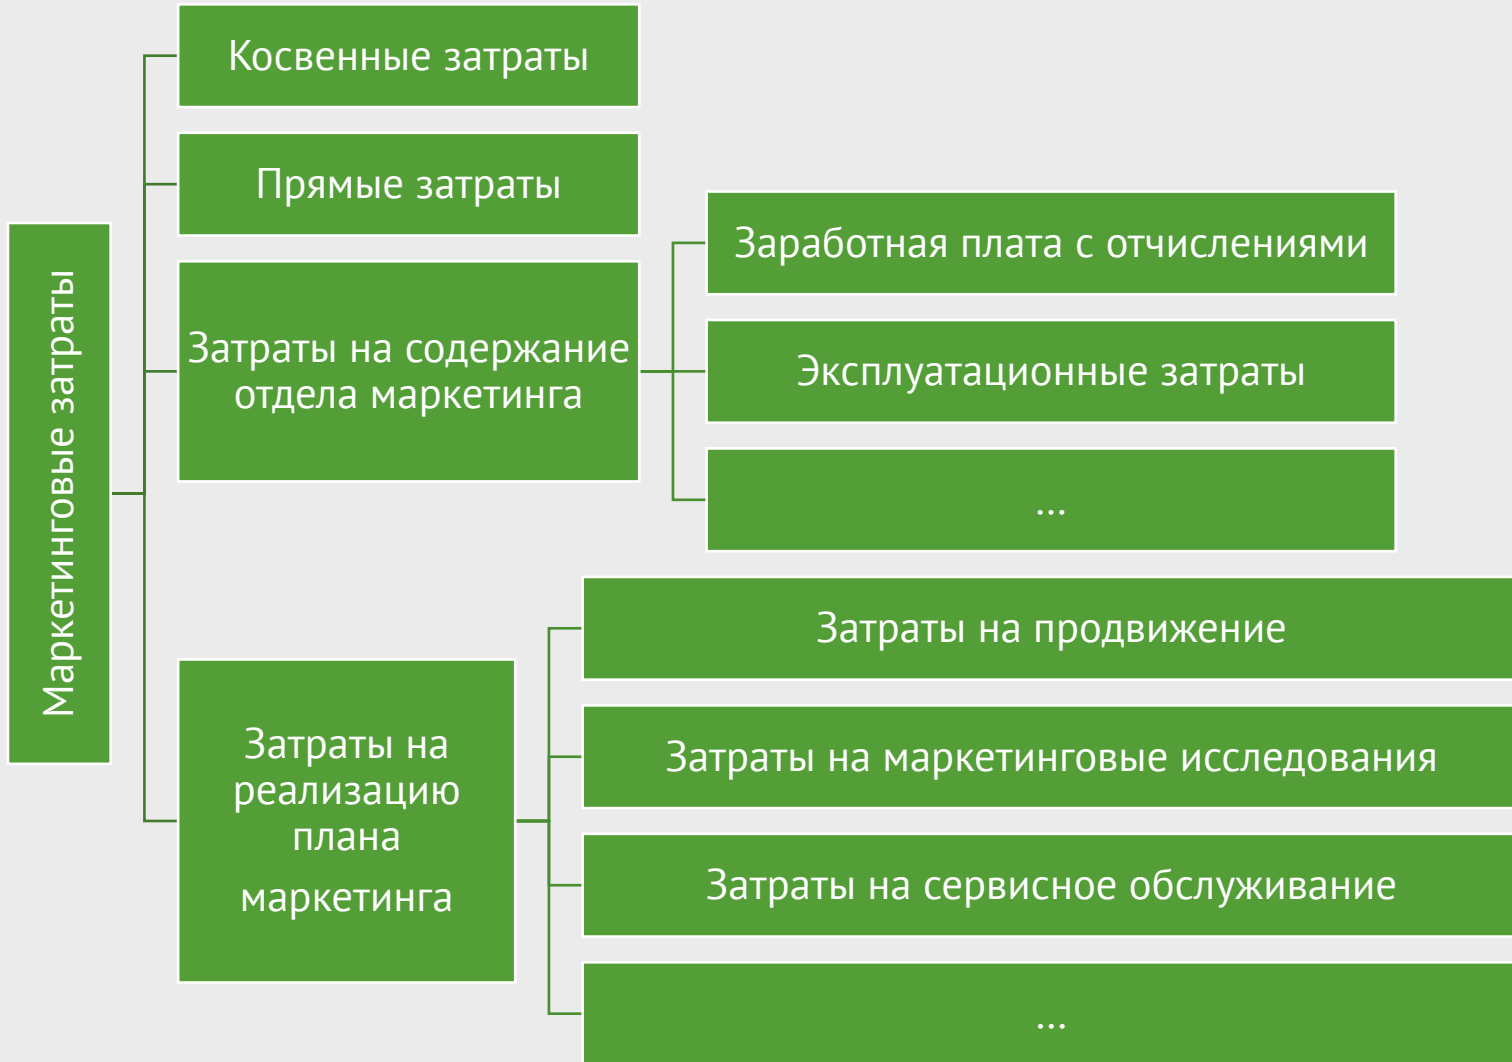 Маркетинговые затраты
Косвенные затраты
Прямые затраты
Затраты на содержание
отдела маркетинга
Заработная плата с отчислениями
Эксплуатационные затраты
...
Затраты на
реализацию
плана
маркетинга
Затраты на продвижение
Затраты на маркетинговые исследования
Затраты на сервисное обслуживание
...